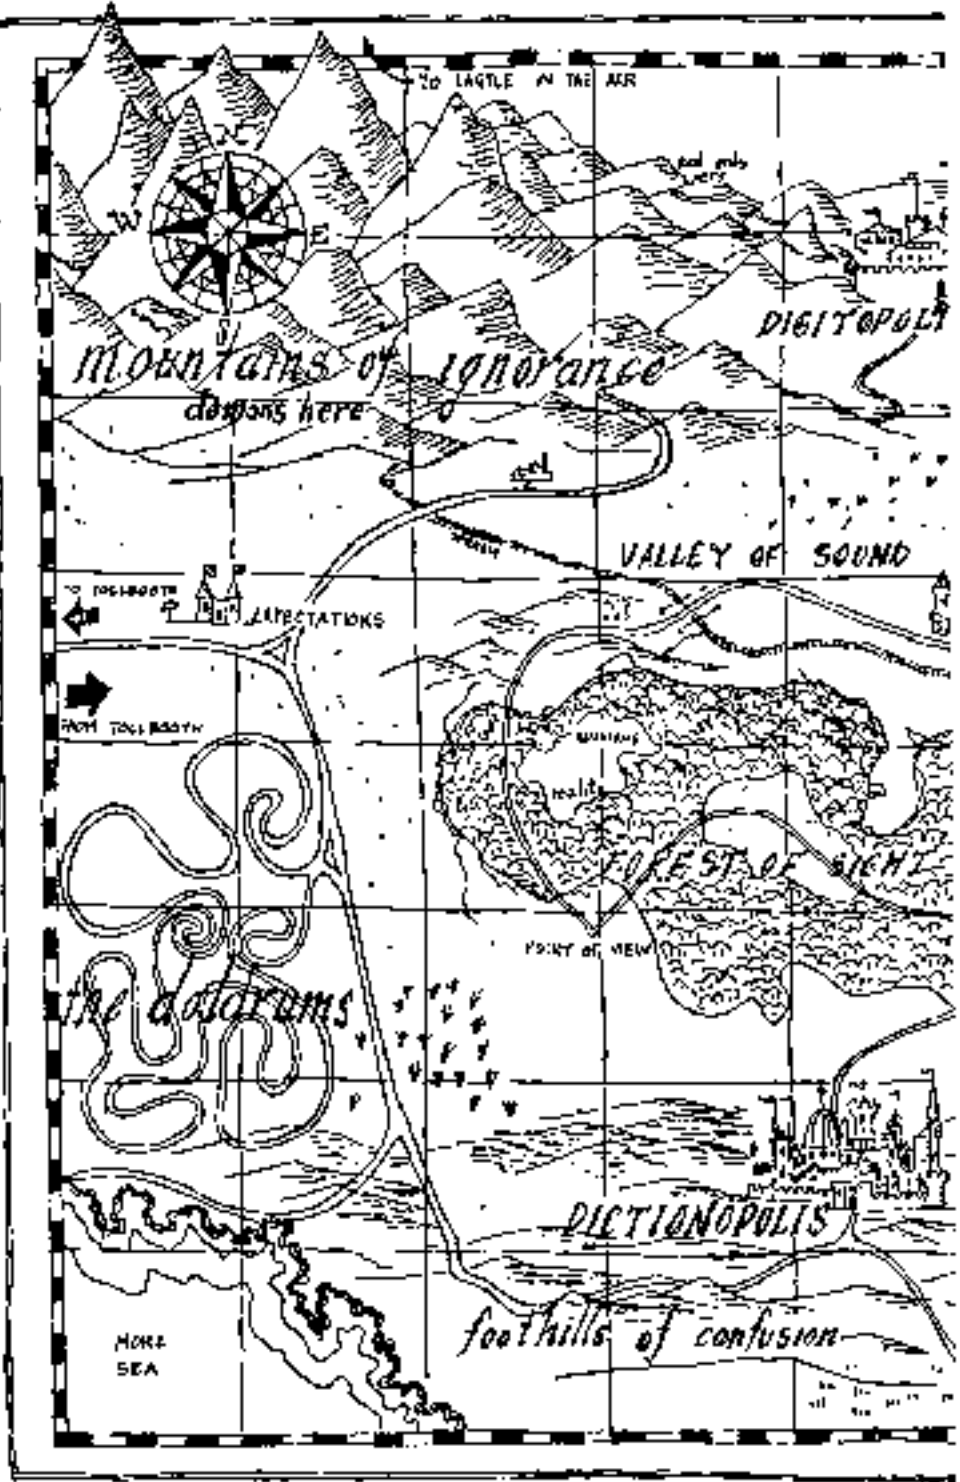 TO CASTLE IN THE AIR
N
W
E
S
DIGITOPOLI
mountains of ignorance
demons here
VALLEY OF SOUND
TO TOLLBOOTH
EXPECTATIONS
FROM TOLLBOOTH
FOREST OF SIGHT
POINT OF VIEW
the doldrums
DICTIONOPOLIS
foothills of confusion
MORE
SEA